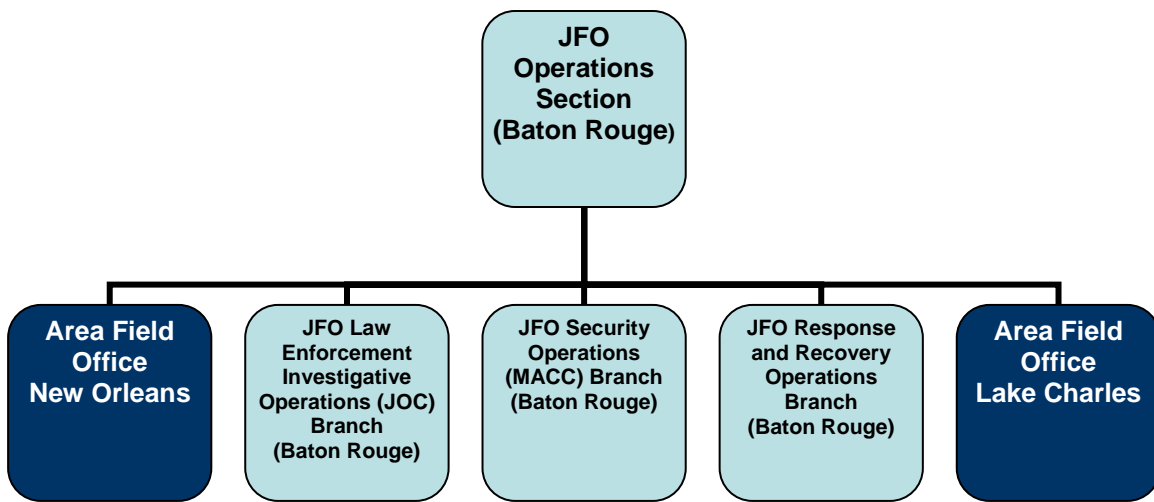 JFO
Operations
Section
(Baton Rouge)
Area Field
Office
New Orleans
JFO Law
Enforcement
Investigative
Operations (JOC)
Branch
(Baton Rouge)
JFO Security
Operations
(MACC) Branch
(Baton Rouge)
JFO Response
and Recovery
Operations
Branch
(Baton Rouge)
Area Field
Office
Lake Charles